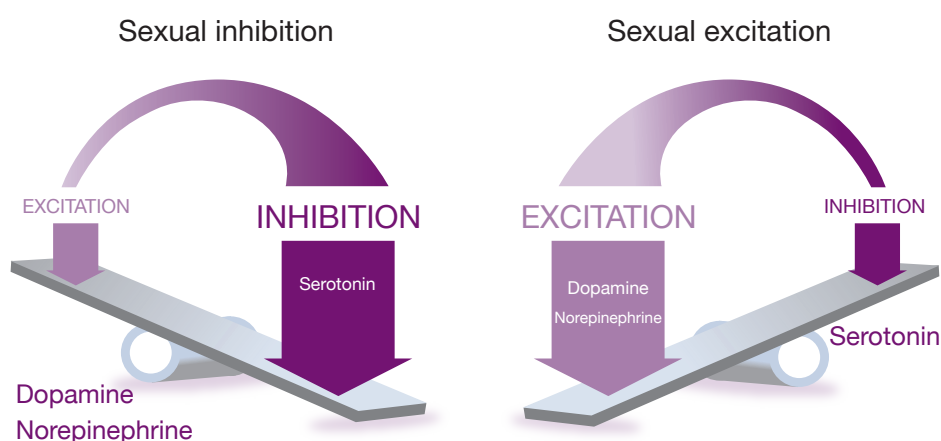 Sexual inhibition
EXCITATION
INHIBITION
Serotonin
Dopamine
Norepinephrine
Sexual excitation
EXCITATION
INHIBITION
Dopamine
Norepinephrine
Serotonin